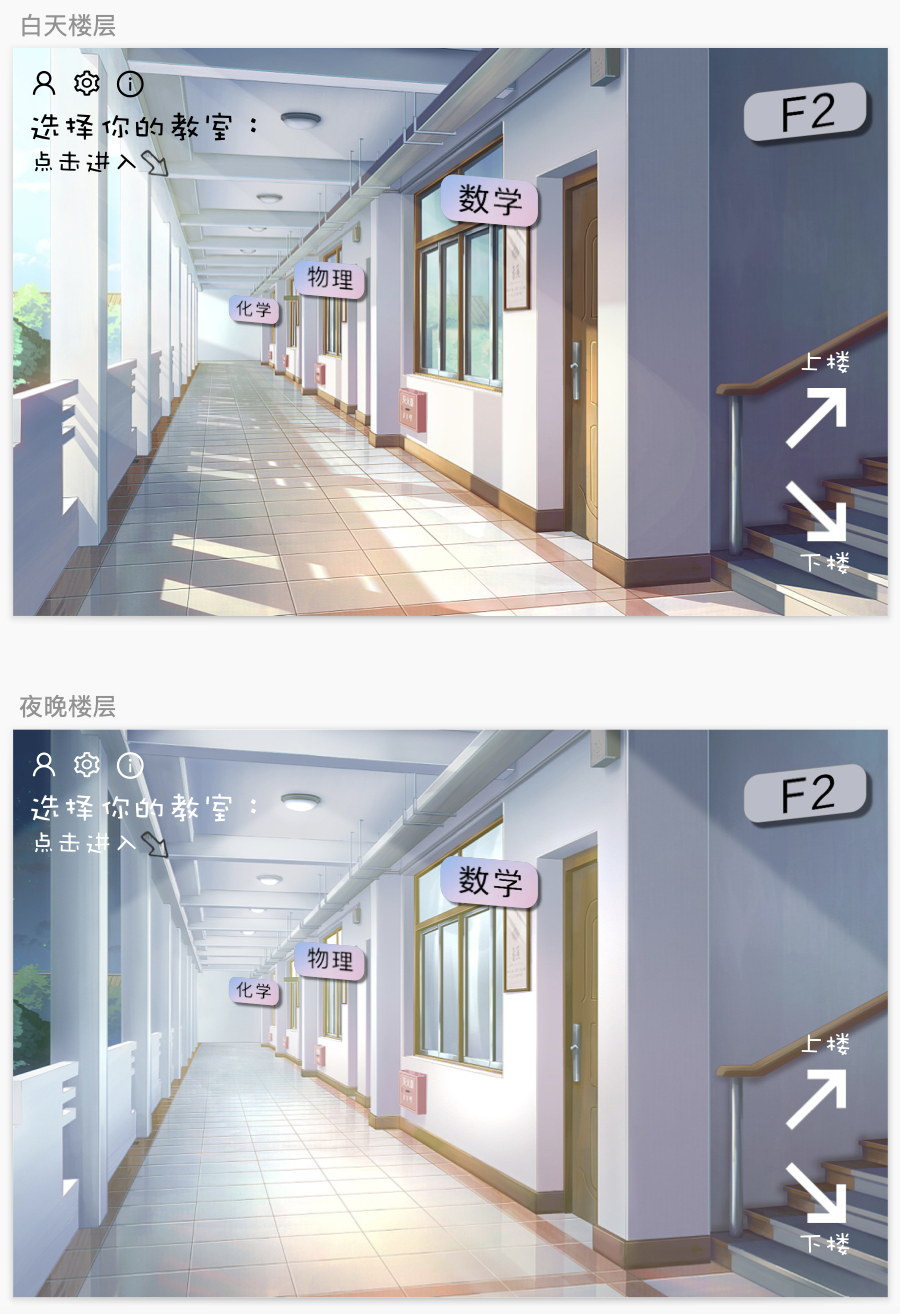 白天楼层
选择你的教室：
点击进入
F2
数学
物理
化学
上楼
下楼
夜晚楼层
选择你的教室：
点击进入
F2
数学
物理
化学
上楼
下楼